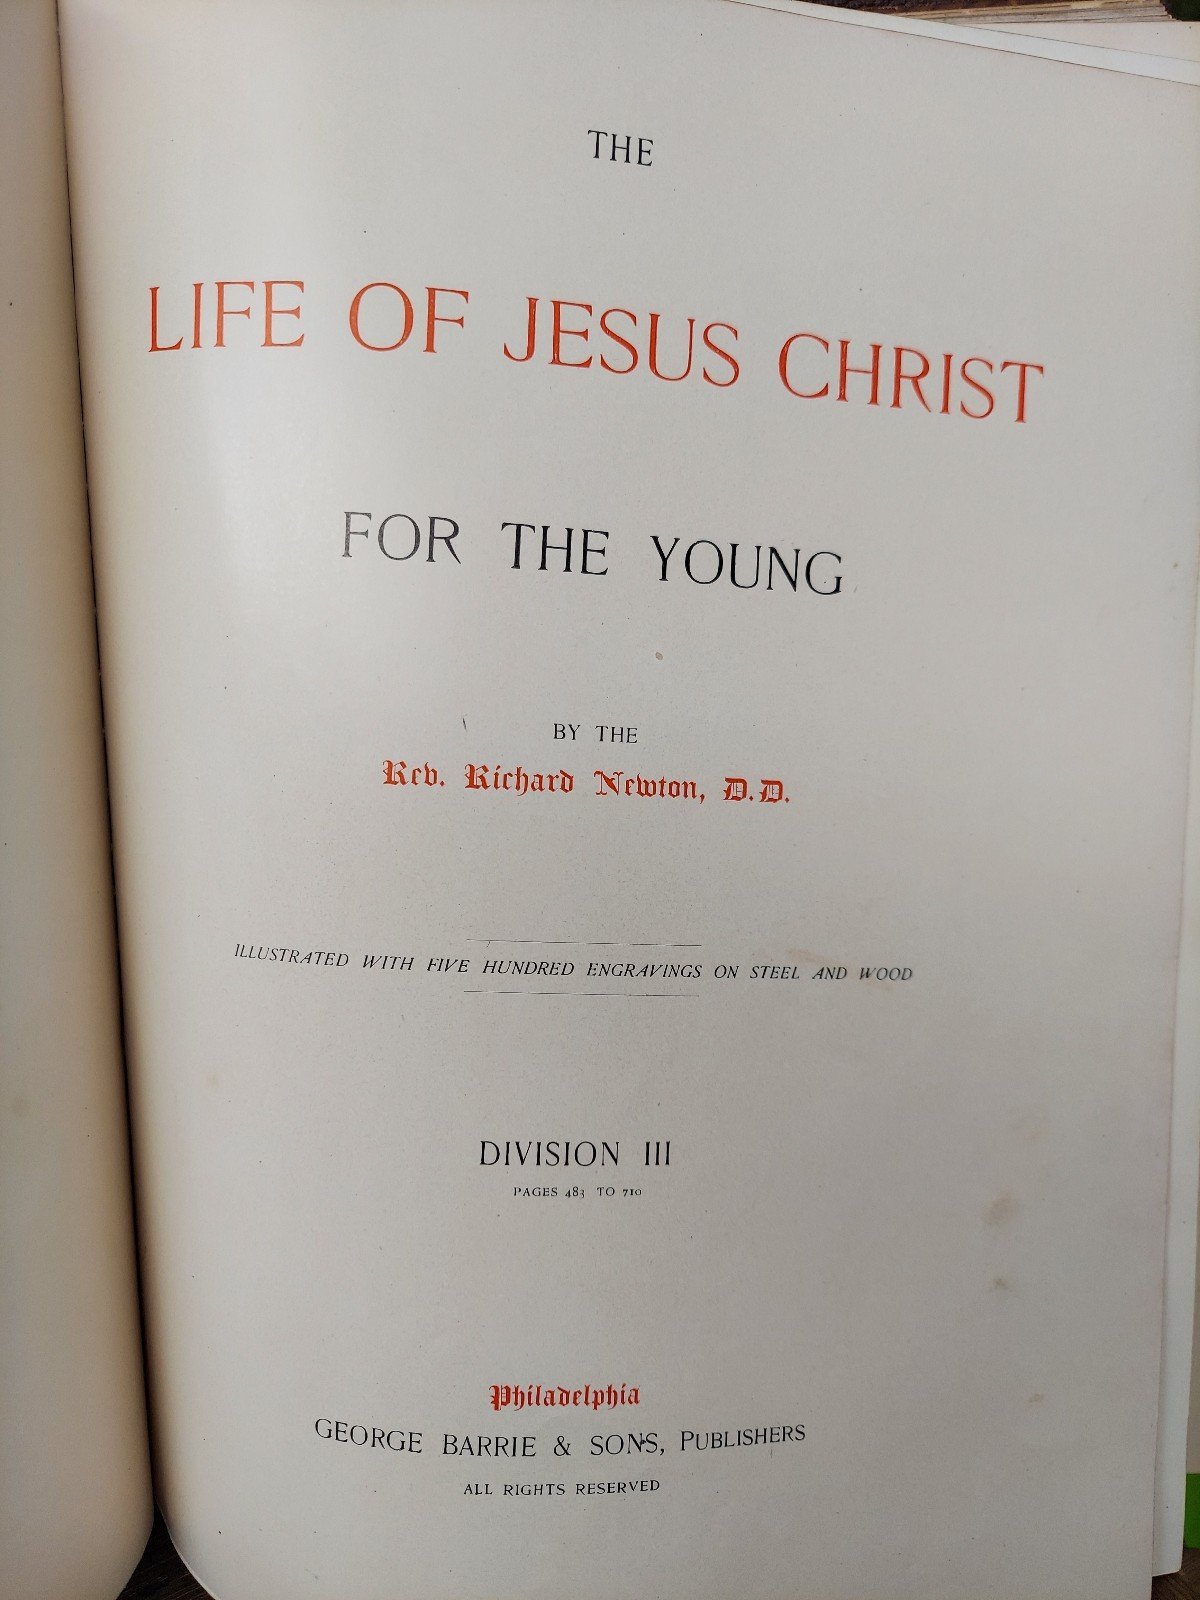 THE
LIFE OF JESUS CHRIST
FOR THE YOUNG
BY THE
Rev. Richard Newton, D.D.
ILLUSTRATED WITH FIVE HUNDRED ENGRAVINGS ON STEEL AND WOOD
DIVISION III
PAGES 483 TO 710
Philadelphia
GEORGE BARRIE & SONS, PUBLISHERS
ALL RIGHTS RESERVED